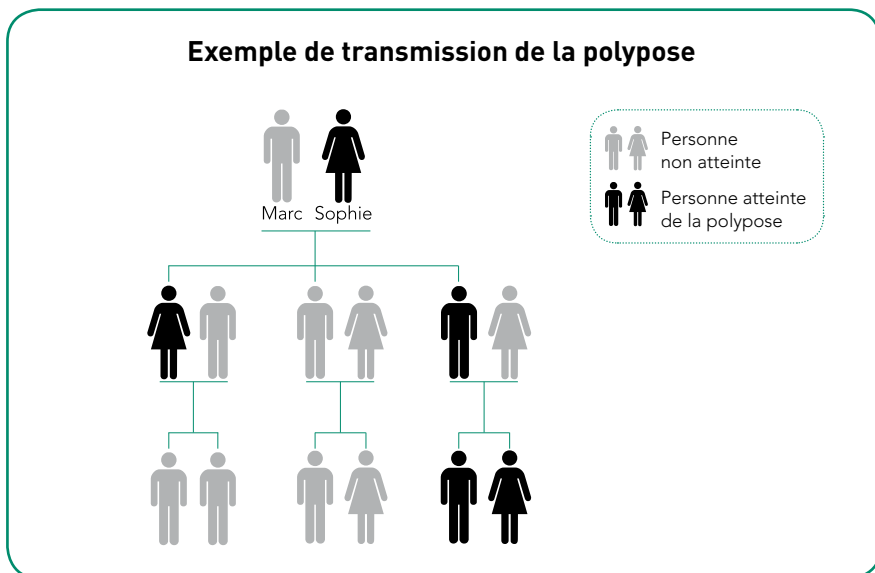 Exemple de transmission de la polypose
Personne
non atteinte
Personne atteinte
de la polypose
Marc Sophie